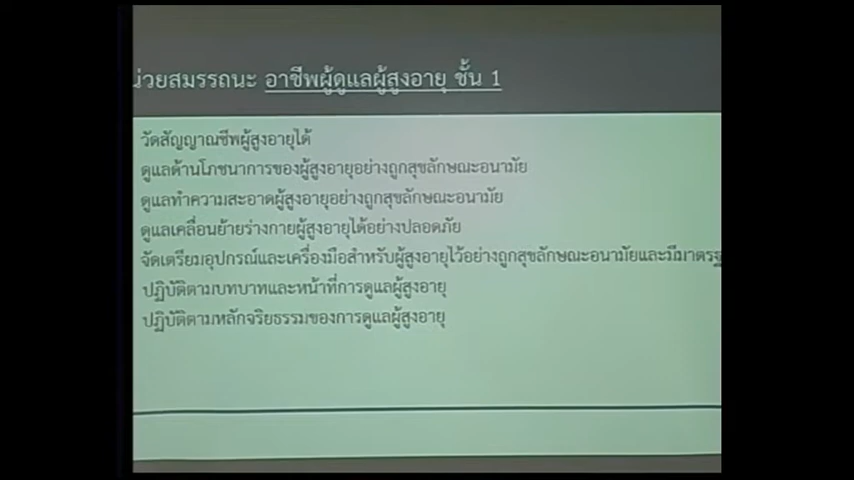 น่วยสมรรถนะ อาชีพผู้ดูแลผู้สูงอายุ ชั้น 1
วัดสัญญาณชีพผู้สูงอายุได้
ดูแลด้านโภชนาการของผู้สูงอายุอย่างถูกสุขลักษณะอนามัย
ดูแลทำความสะอาดผู้สูงอายุอย่างถูกสุขลักษณะอนามัย
ดูแลเคลื่อนย้ายร่างกายผู้สูงอายุได้อย่างปลอดภัย
จัดเตรียมอุปกรณ์และเครื่องมือสำหรับผู้สูงอายุไว้อย่างถูกสุขลักษณะอนามัยและมีมาตรฐ
ปฏิบัติตามบทบาทและหน้าที่การดูแลผู้สูงอายุ
ปฏิบัติตามหลักจริยธรรมของการดูแลผู้สูงอายุ